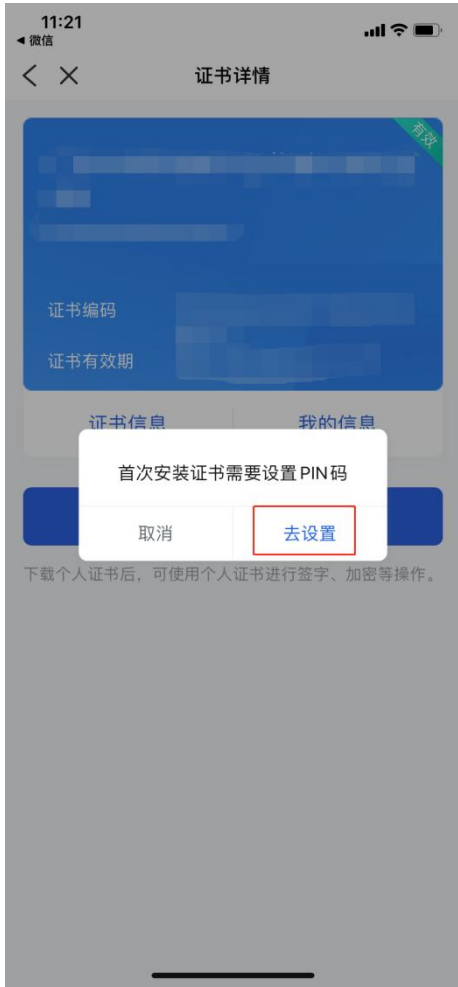 11:21
◀ 微信
证书详情
有效
证书编码
证书有效期
证书信息
我的信息
首次安装证书需要设置PIN码
取消
去设置
下载个人证书后，可使用个人证书进行签字、加密等操作。